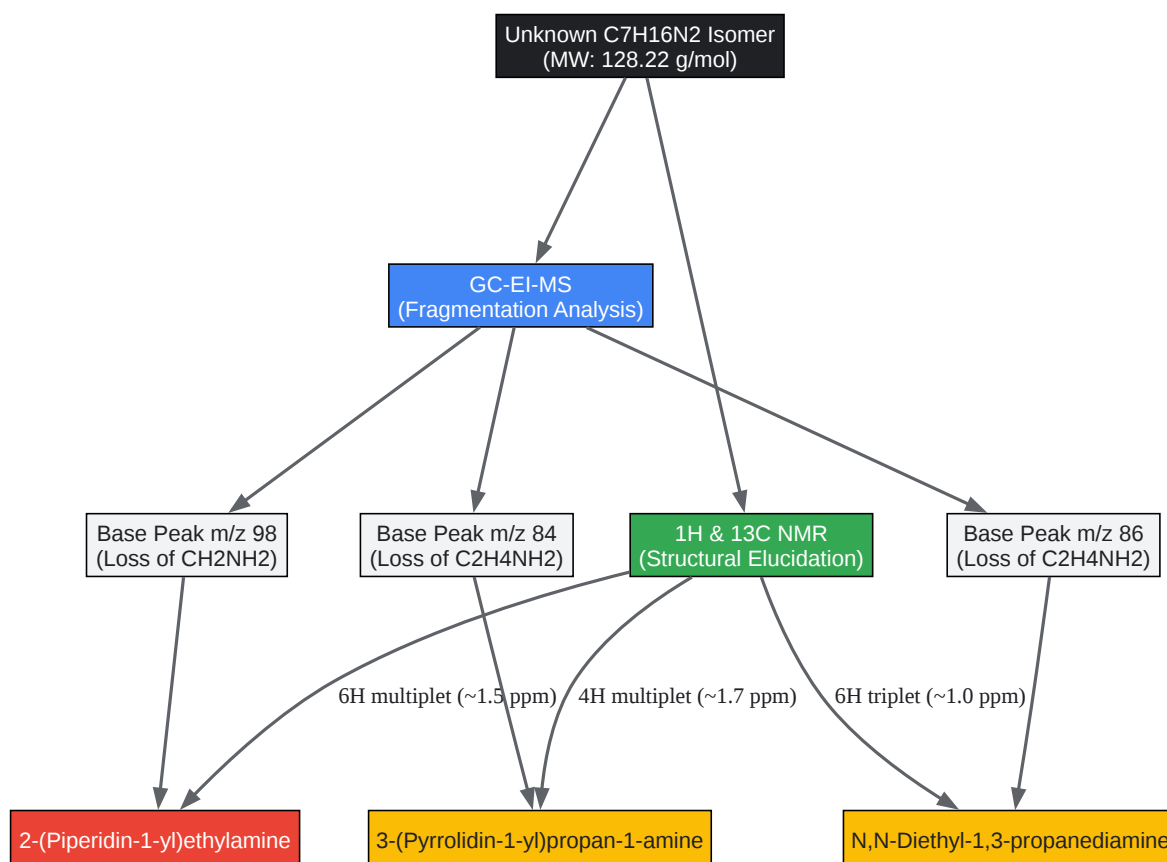 Unknown C7H16N2 Isomer
(MW: 128.22 g/mol)
GC-EI-MS
(Fragmentation Analysis)
Base Peak m/z 98
(Loss of CH2NH2)
Base Peak m/z 84
(Loss of C2H4NH2)
1H & 13C NMR
(Structural Elucidation)
Base Peak m/z 86
(Loss of C2H4NH2)
6H multiplet (~1.5 ppm)
4H multiplet (~1.7 ppm)
6H triplet (~1.0 ppm)
2-(Piperidin-1-yl)ethylamine
3-(Pyrrolidin-1-yl)propan-1-amine
N,N-Diethyl-1,3-propanediamine